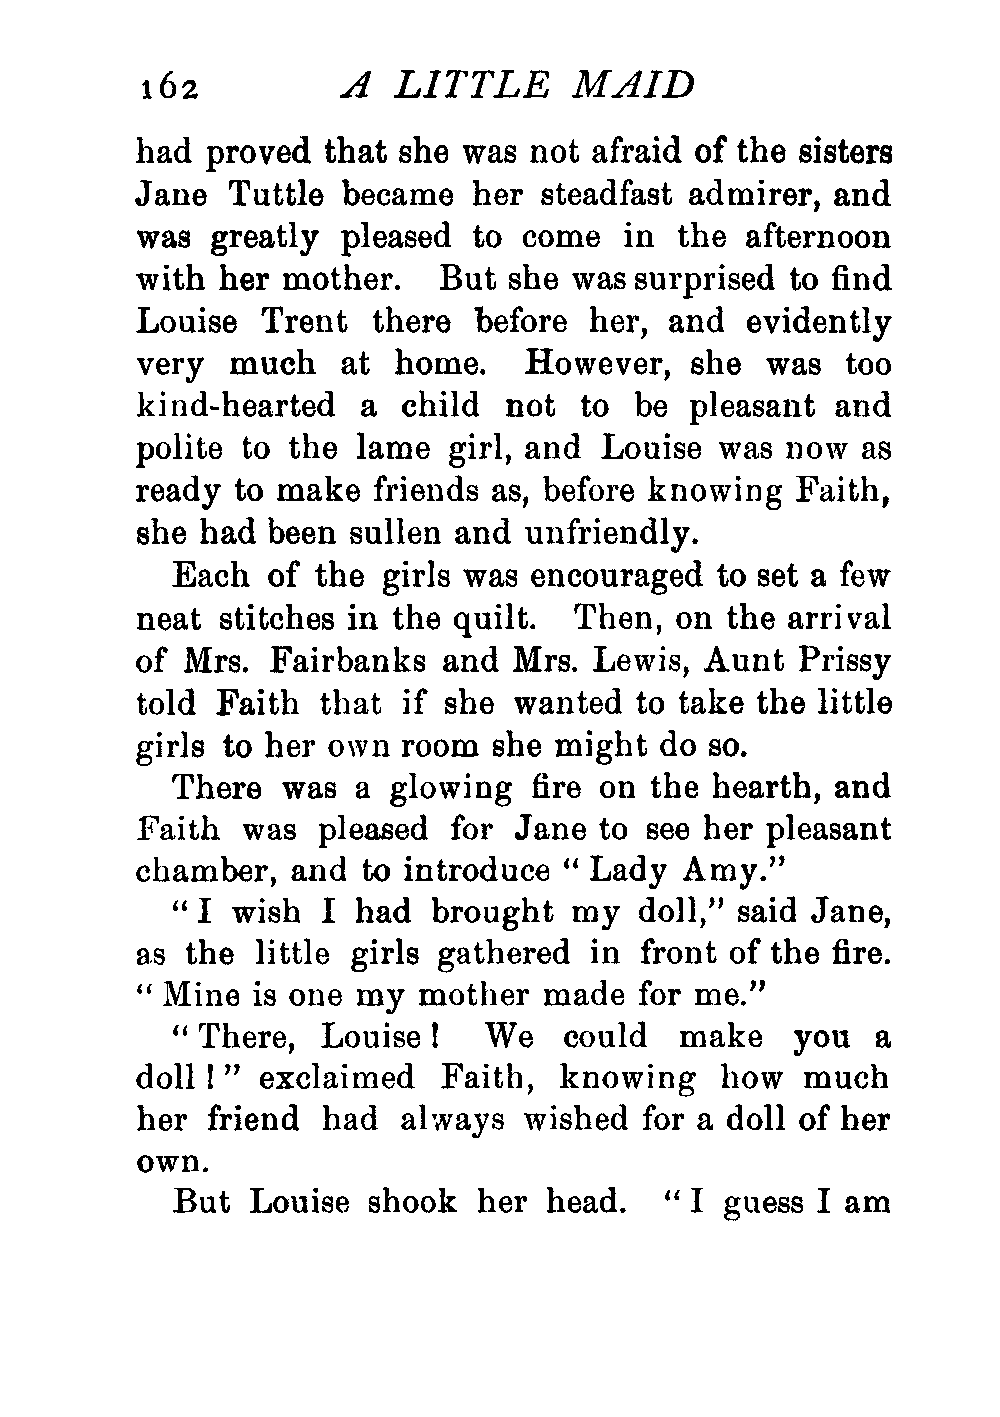 162 A LITTLE MAID
had proved that she was not afraid of the sisters
Jane Tuttle became her steadfast admirer, and
was greatly pleased to come in the afternoon
with her mother. But she was surprised to find
Louise Trent there before her, and evidently
very much at home. However, she was too
kind-hearted a child not to be pleasant and
polite to the lame girl, and Louise was now as
ready to make friends as, before knowing Faith,
she had been sullen and unfriendly.
Each of the girls was encouraged to set a few
neat stitches in the quilt. Then, on the arrival
of Mrs. Fairbanks and Mrs. Lewis, Aunt Prissy
told Faith that if she wanted to take the little
girls to her own room she might do so.
There was a glowing fire on the hearth, and
Faith was pleased for Jane to see her pleasant
chamber, and to introduce “ Lady Amy.”
“ I wish I had brought my doll,” said Jane,
as the little girls gathered in front of the fire.
“ Mine is one my mother made for me.”
“ There, Louise ! We could make you a
doll ! ” exclaimed Faith, knowing how much
her friend had always wished for a doll of her
own.
But Louise shook her head. “ I guess I am